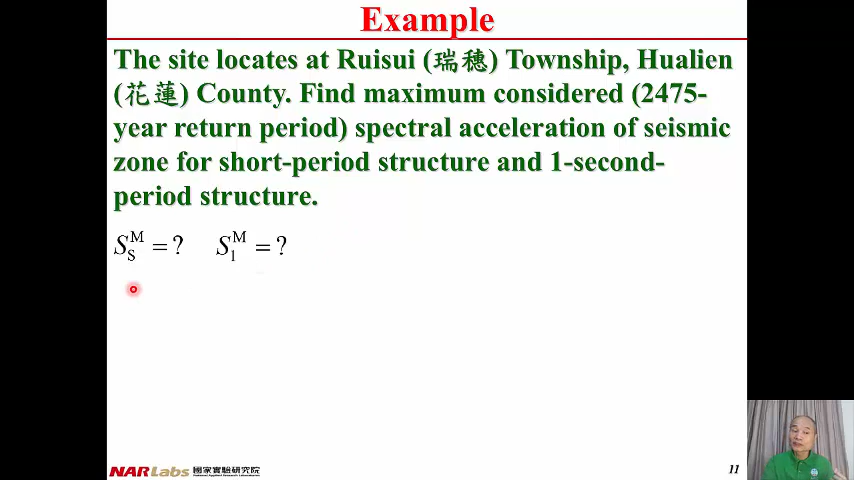 Example
The site locates at Ruisui (瑞穗) Township, Hualien
(花蓮) County. Find maximum considered (2475-
year return period) spectral acceleration of seismic
zone for short-period structure and 1-second-
period structure.
S_S^M = ? S_1^M = ?
NARLabs 國家實驗研究院
11